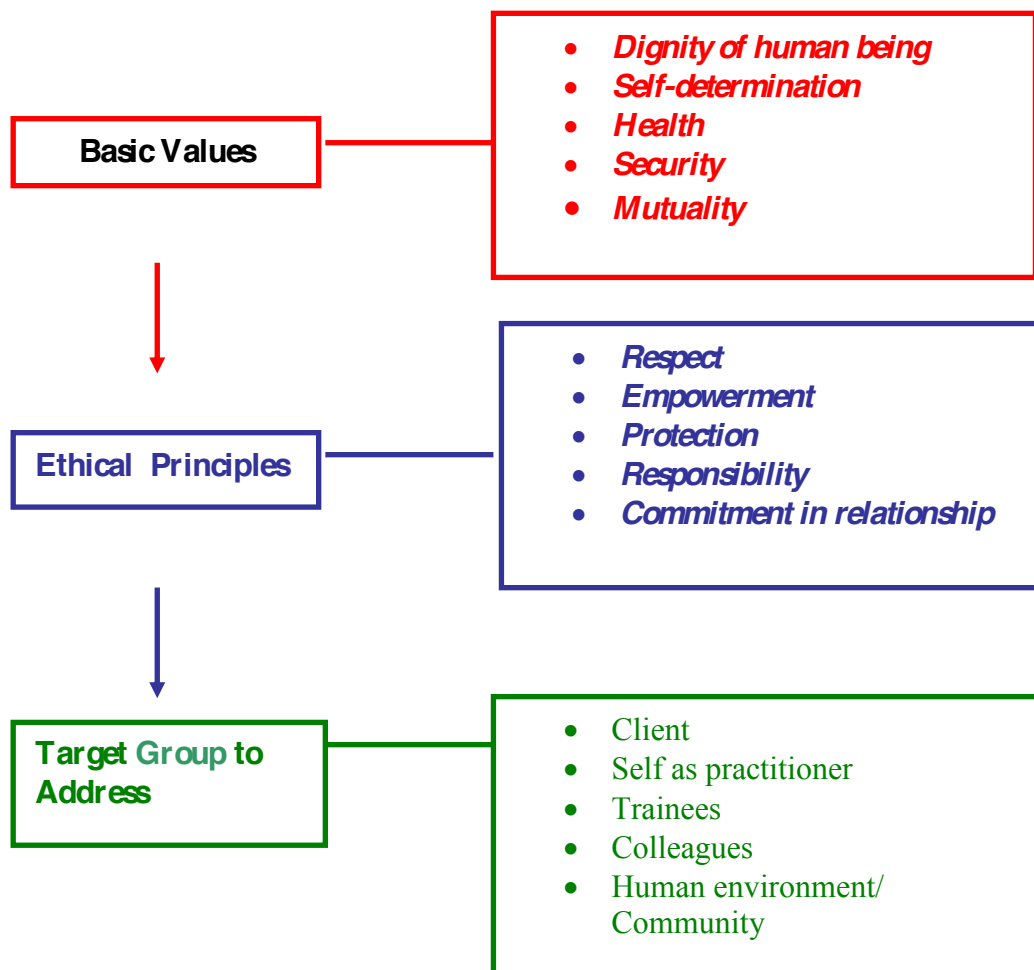 Basic Values
• Dignity of human being
• Self-determination
• Health
• Security
• Mutuality
Ethical Principles
• Respect
• Empowerment
• Protection
• Responsibility
• Commitment in relationship
Target Group to
Address
• Client
• Self as practitioner
• Trainees
• Colleagues
• Human environment/
Community